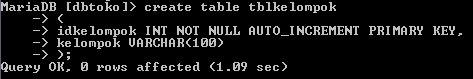 MariaDB [dbtoko]> create table tblkelompok
    -> (
    -> idkelompok INT NOT NULL AUTO_INCREMENT PRIMARY KEY,
    -> kelompok VARCHAR(100)
    -> );
Query OK, 0 rows affected (1.09 sec)